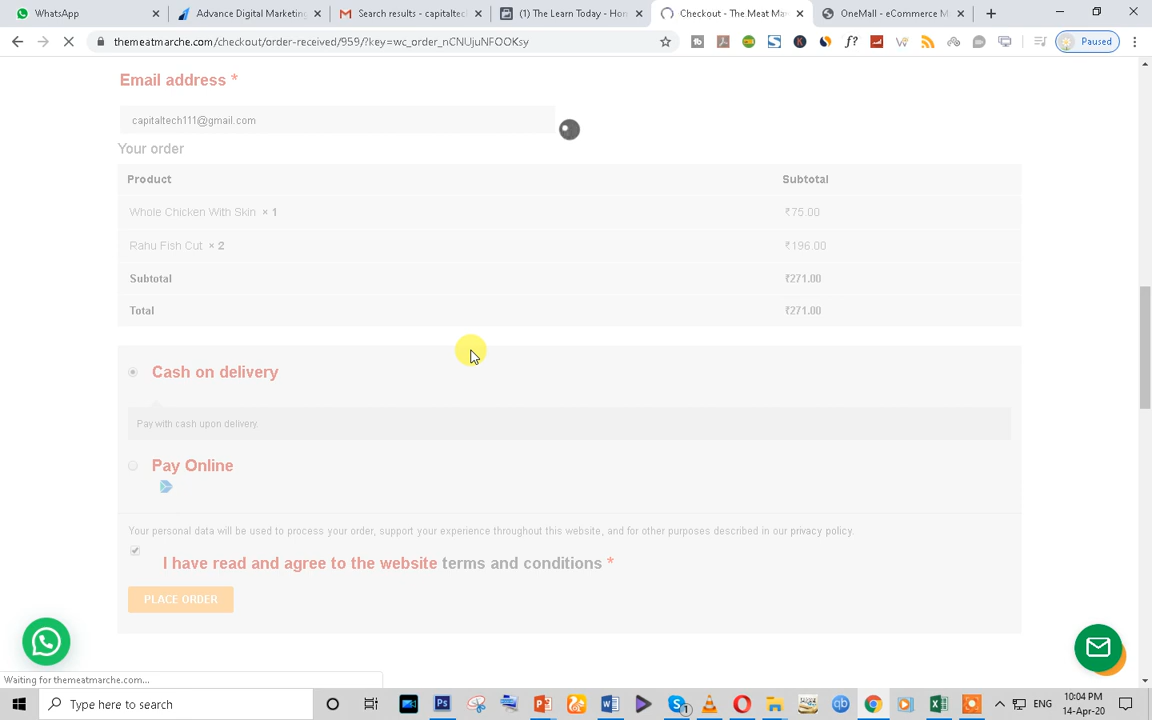 WhatsApp
Advance Digital Marketin
Search results - capitaltec
(1) The Learn Today - Hom
Checkout - The Meat Ma
OneMall - eCommerce M
themeatmarche.com/checkout/order-received/959/?key=wc_order_nCNUjuNFOOKsy
Paused
Email address *
capitaltech111@gmail.com
Your order
Product Subtotal
Whole Chicken With Skin × 1 ₹75.00
Rahu Fish Cut × 2 ₹196.00
Subtotal ₹271.00
Total ₹271.00
Cash on delivery
Pay with cash upon delivery.
Pay Online
Your personal data will be used to process your order, support your experience throughout this website, and for other purposes described in our privacy policy.
I have read and agree to the website terms and conditions *
PLACE ORDER
Waiting for themeatmarche.com...
Type here to search
ENG
10:04 PM
14-Apr-20